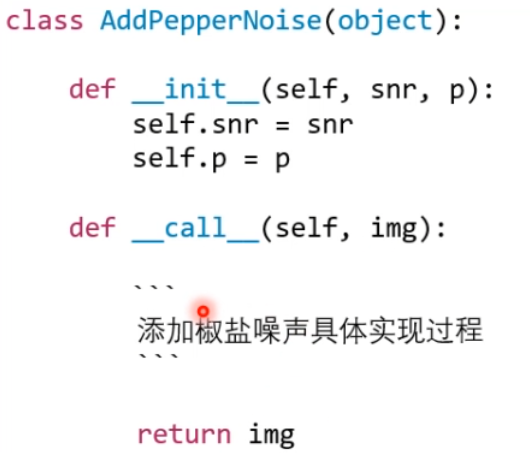 class AddPepperNoise(object):
def __init__(self, snr, p):
self.snr = snr
self.p = p
def __call__(self, img):
```
添加椒盐噪声具体实现过程
```
return img